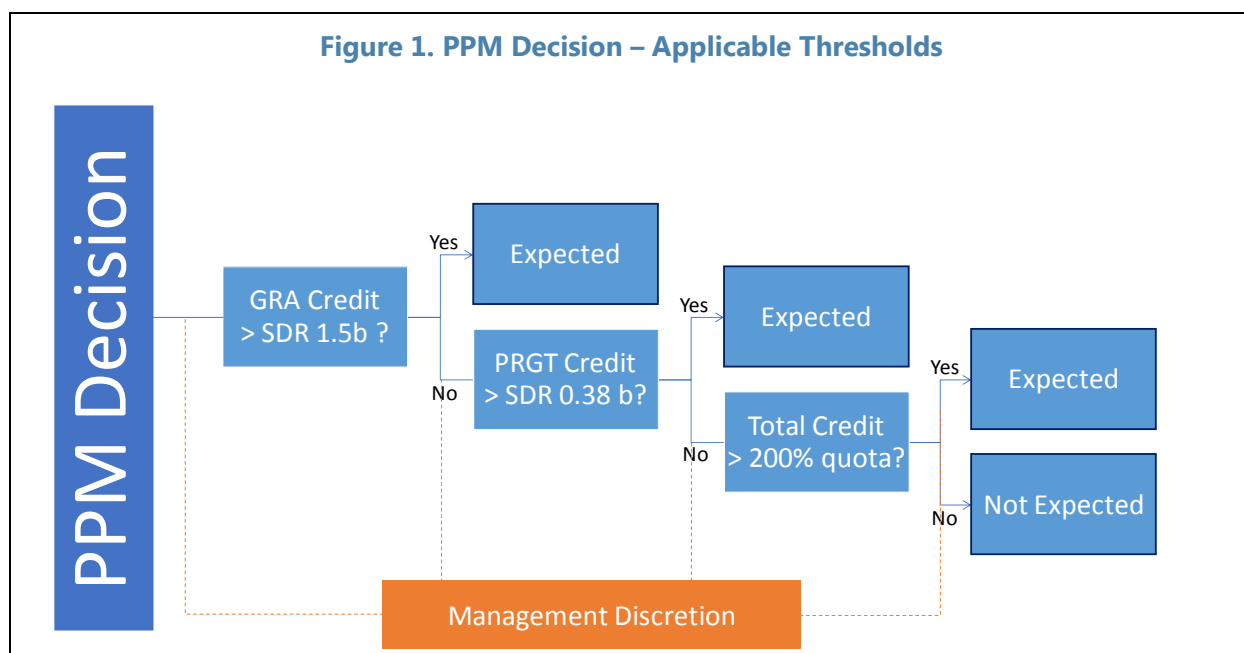 Figure 1. PPM Decision – Applicable Thresholds
PPM Decision
GRA Credit
> SDR 1.5b ?
Yes
Expected
No
PRGT Credit
> SDR 0.38 b?
Yes
Expected
No
Total Credit
> 200% quota?
Yes
Expected
No
Not Expected
Management Discretion